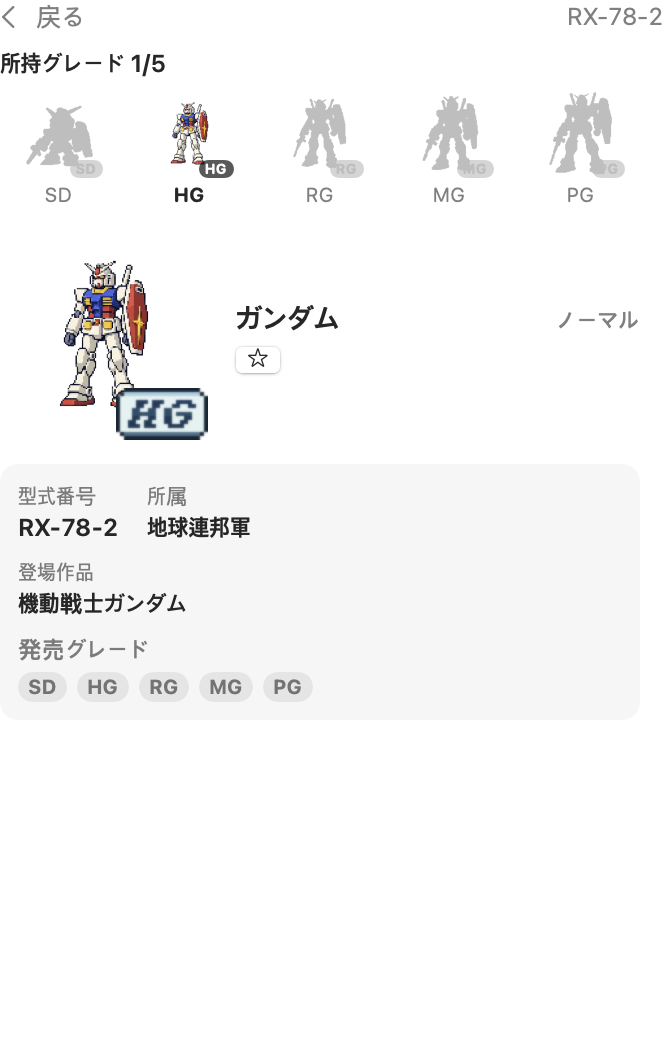 戻る RX-78-2
所持グレード 1/5
SD HG RG MG PG
SD HG RG MG PG
ガンダム ノーマル
☆
HG
型式番号 所属
RX-78-2 地球連邦軍
登場作品
機動戦士ガンダム
発売グレード
SD HG RG MG PG